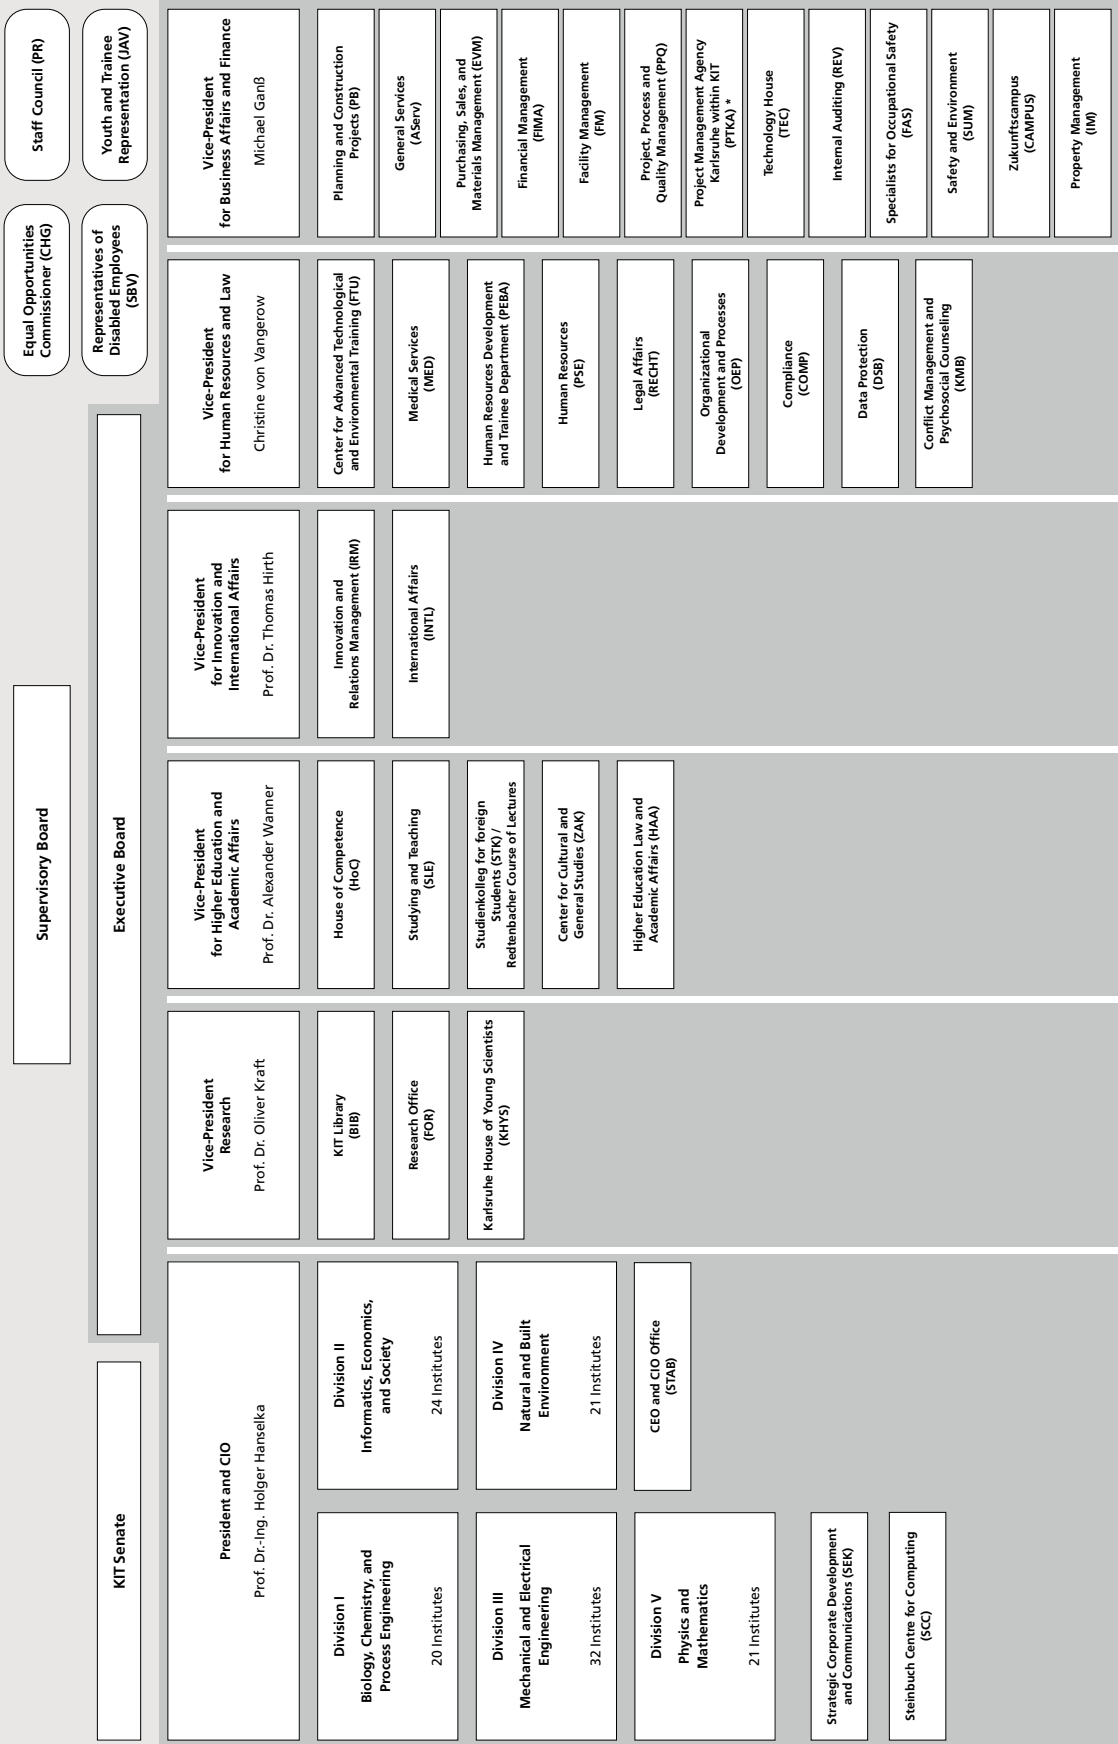 Supervisory Board
Equal Opportunities
Commissioner (CHG)
Staff Council (PR)
KIT Senate
Executive Board
Representatives of
Disabled Employees
(SBV)
Youth and Trainee
Representation (JAV)
President and CIO
Prof. Dr.-Ing. Holger Hanselka
Division I
Biology, Chemistry, and
Process Engineering
20 Institutes
Division II
Informatics, Economics,
and Society
24 Institutes
Division III
Mechanical and Electrical
Engineering
32 Institutes
Division IV
Natural and Built
Environment
21 Institutes
Division V
Physics and
Mathematics
21 Institutes
CEO and CIO Office
(STAB)
Strategic Corporate Development
and Communications (SEK)
Steinbuch Centre for Computing
(SCC)
Vice-President
Research
Prof. Dr. Oliver Kraft
KIT Library
(BIB)
Research Office
(FOR)
Karlsruhe House of Young Scientists
(KHYS)
Vice-President
for Higher Education and
Academic Affairs
Prof. Dr. Alexander Wanner
House of Competence
(HoC)
Studying and Teaching
(SLE)
Studienkolleg for foreign
Students (STK) /
Redtenbacher Course of Lectures
Center for Cultural and
General Studies (ZAK)
Higher Education Law and
Academic Affairs (HAA)
Vice-President
for Innovation and
International Affairs
Prof. Dr. Thomas Hirth
Innovation and
Relations Management (IRM)
International Affairs
(INTL)
Vice-President
for Human Resources and Law
Christine von Vangerow
Center for Advanced Technological
and Environmental Training (FTU)
Medical Services
(MED)
Human Resources Development
and Trainee Department (PEBA)
Human Resources
(PSE)
Legal Affairs
(RECHT)
Organizational
Development and Processes
(OEP)
Compliance
(COMP)
Data Protection
(DSB)
Conflict Management and
Psychosocial Counseling
(KMB)
Vice-President
for Business Affairs and Finance
Michael Ganß
Planning and Construction
Projects (PB)
General Services
(AServ)
Purchasing, Sales, and
Materials Management (EVM)
Financial Management
(FIMA)
Facility Management
(FM)
Project, Process and
Quality Management (PPQ)
Project Management Agency
Karlsruhe within KIT
(PTKA) *
Technology House
(TEC)
Internal Auditing (REV)
Specialists for Occupational Safety
(FAS)
Safety and Environment
(SUM)
Zukunftscampus
(CAMPUS)
Property Management
(IM)